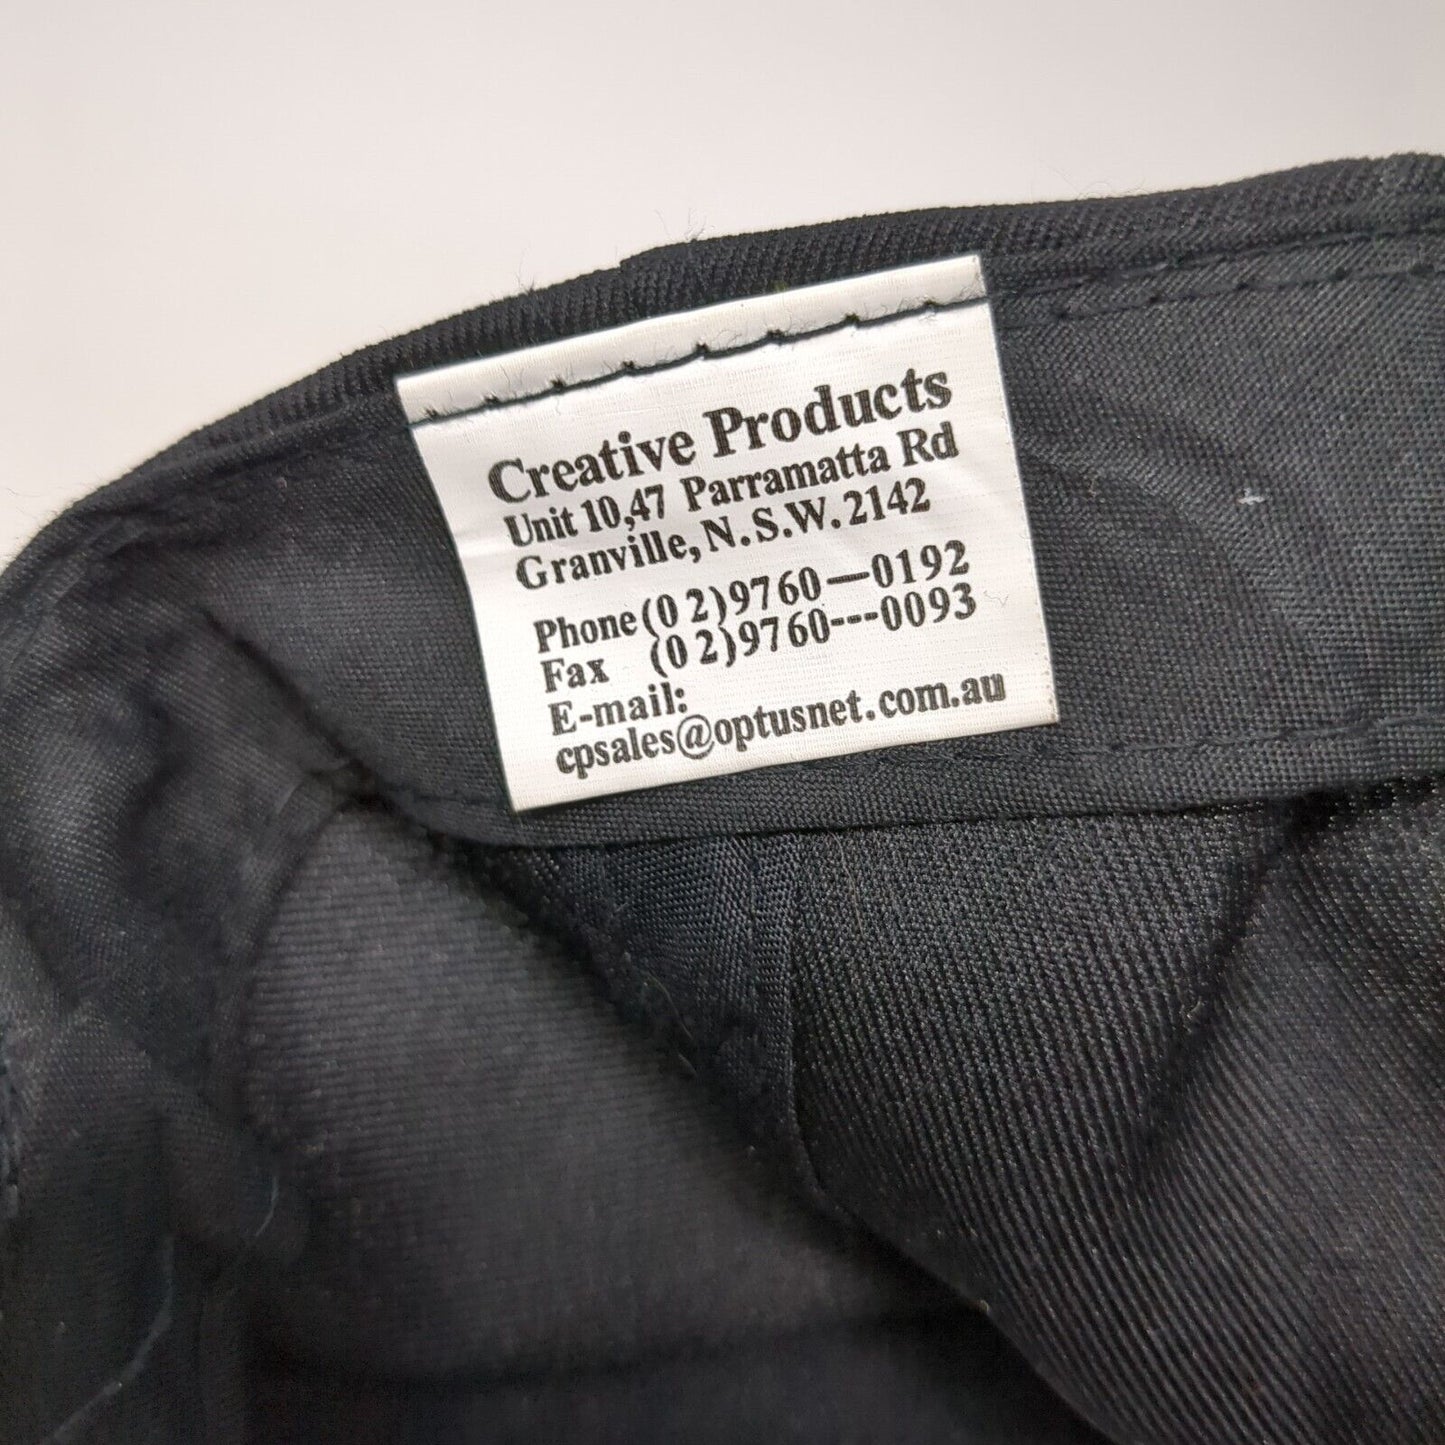 Creative Products
Unit 10,47 Parramatta Rd
Granville, N.S.W. 2142
Phone (0 2)9760—0192
Fax (0 2)9760---0093
E-mail:
cpsales@optusnet.com.au